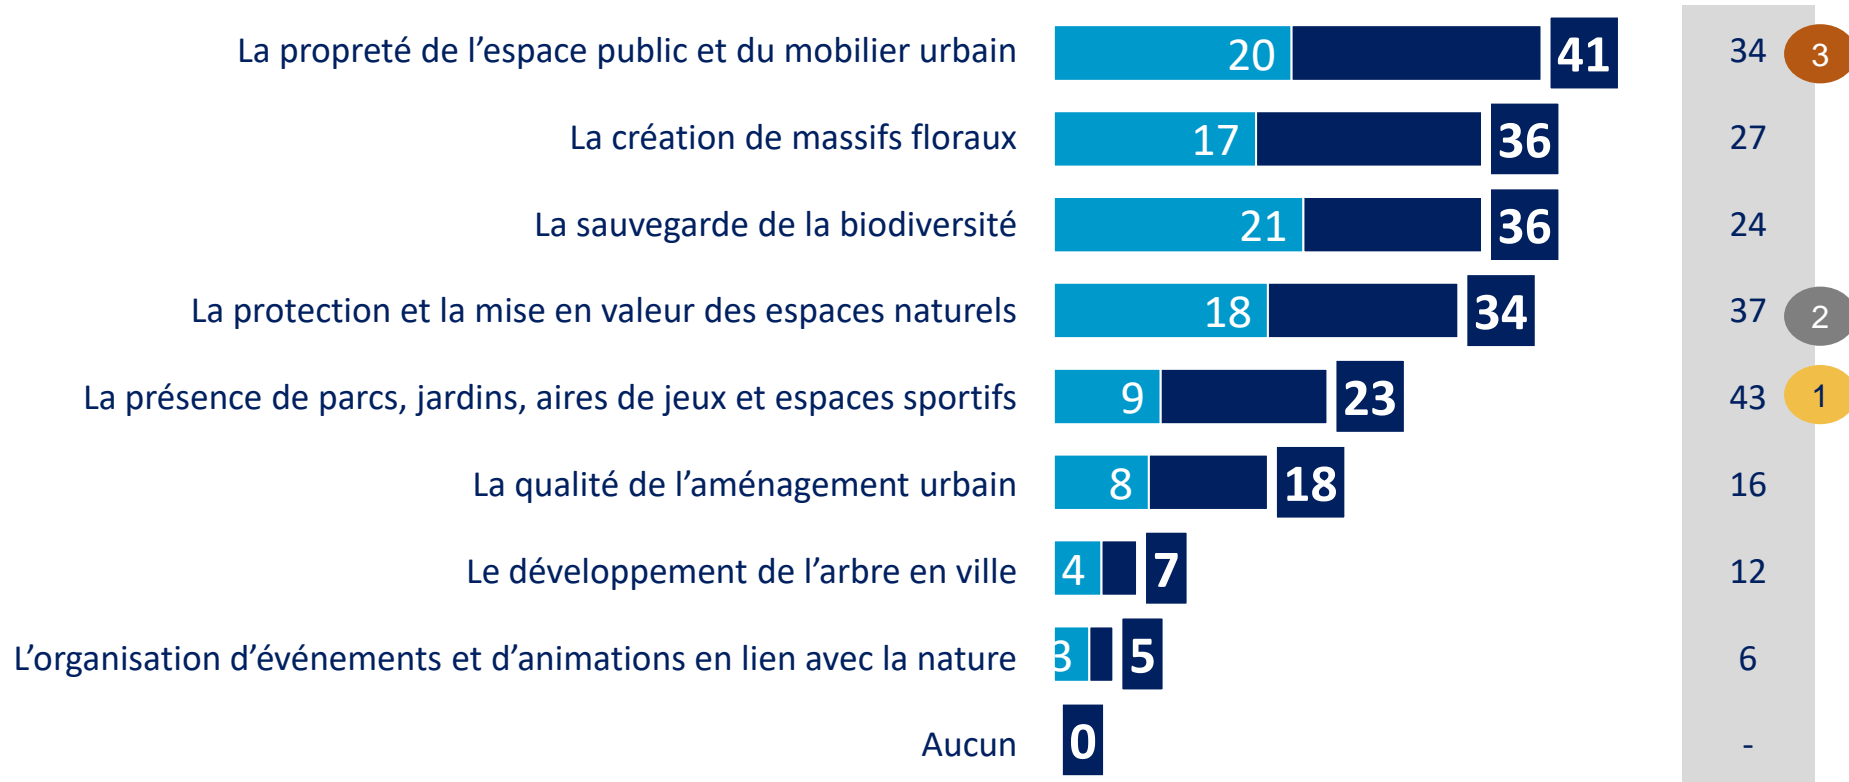 La propreté de l’espace public et du mobilier urbain 20 41 34 3
La création de massifs floraux 17 36 27
La sauvegarde de la biodiversité 21 36 24
La protection et la mise en valeur des espaces naturels 18 34 37 2
La présence de parcs, jardins, aires de jeux et espaces sportifs 9 23 43 1
La qualité de l’aménagement urbain 8 18 16
Le développement de l’arbre en ville 4 7 12
L’organisation d’événements et d’animations en lien avec la nature 3 5 6
Aucun 0 -